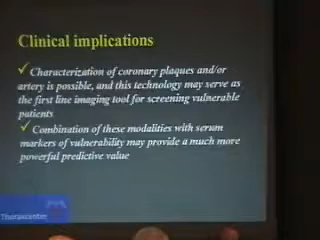 Clinical implications
✓Characterization of coronary plaques and/or
artery is possible, and this technology may serve as
the first line imaging tool for screening vulnerable
patients
✓Combination of these modalities with serum
markers of vulnerability may provide a much more
powerful predictive value
Thoraxcenter